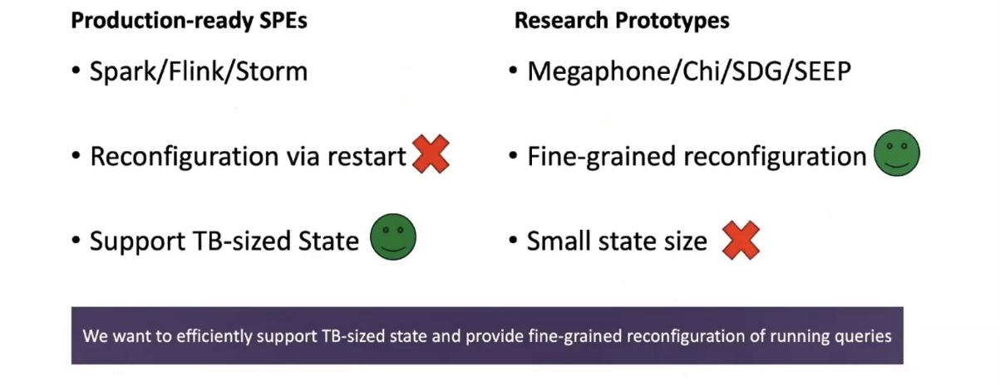 Production-ready SPEs
• Spark/Flink/Storm
• Reconfiguration via restart
• Support TB-sized State
Research Prototypes
• Megaphone/Chi/SDG/SEEP
• Fine-grained reconfiguration
• Small state size
We want to efficiently support TB-sized state and provide fine-grained reconfiguration of running queries